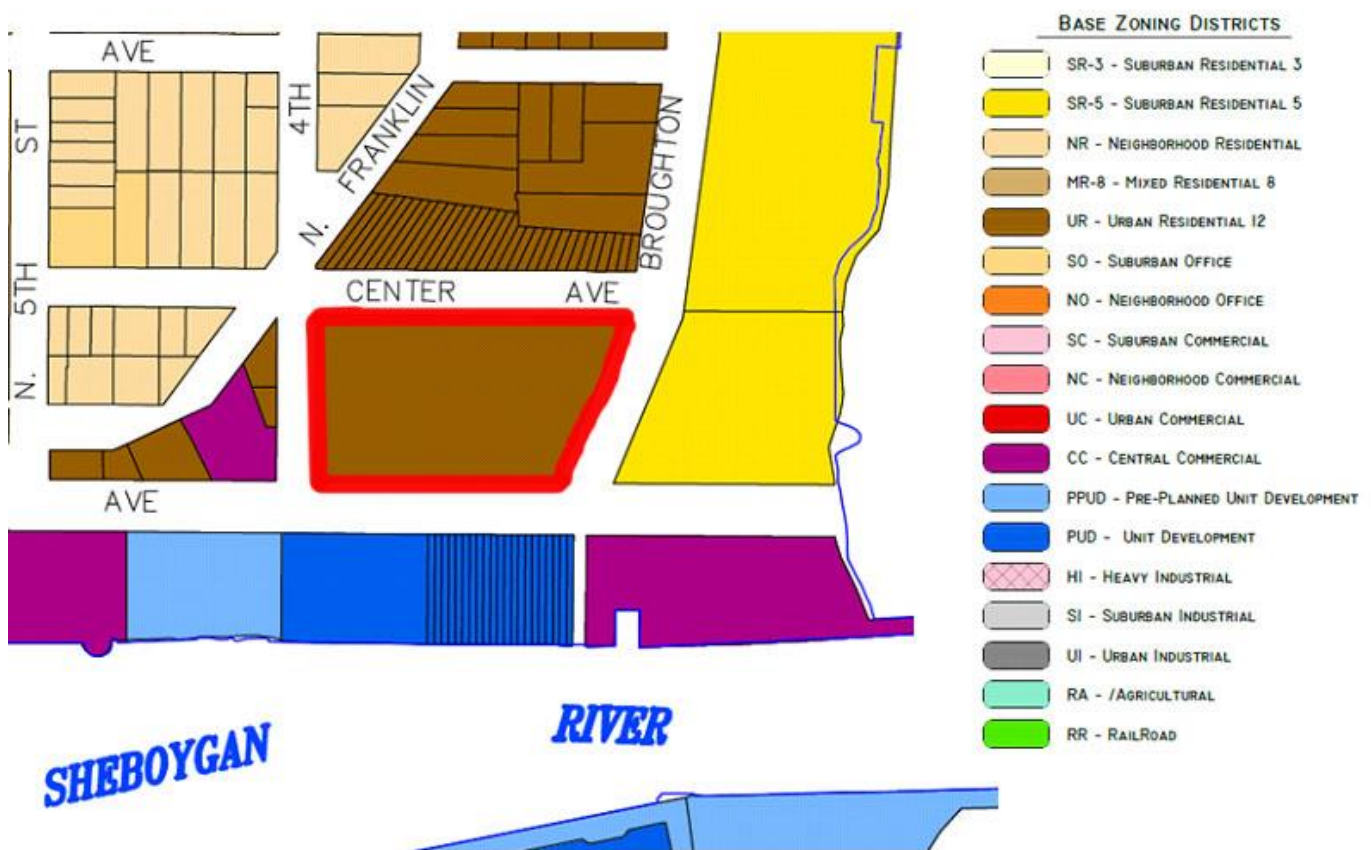 AVE
ST
4TH
N. FRANKLIN
BROUGHTON
N. 5TH
CENTER AVE
AVE
SHEBOYGAN RIVER
BASE ZONING DISTRICTS
SR-3 - SUBURBAN RESIDENTIAL 3
SR-5 - SUBURBAN RESIDENTIAL 5
NR - NEIGHBORHOOD RESIDENTIAL
MR-8 - MIXED RESIDENTIAL 8
UR - URBAN RESIDENTIAL 12
SO - SUBURBAN OFFICE
NO - NEIGHBORHOOD OFFICE
SC - SUBURBAN COMMERCIAL
NC - NEIGHBORHOOD COMMERCIAL
UC - URBAN COMMERCIAL
CC - CENTRAL COMMERCIAL
PPUD - PRE-PLANNED UNIT DEVELOPMENT
PUD - UNIT DEVELOPMENT
HI - HEAVY INDUSTRIAL
SI - SUBURBAN INDUSTRIAL
UI - URBAN INDUSTRIAL
RA - /AGRICULTURAL
RR - RAILROAD